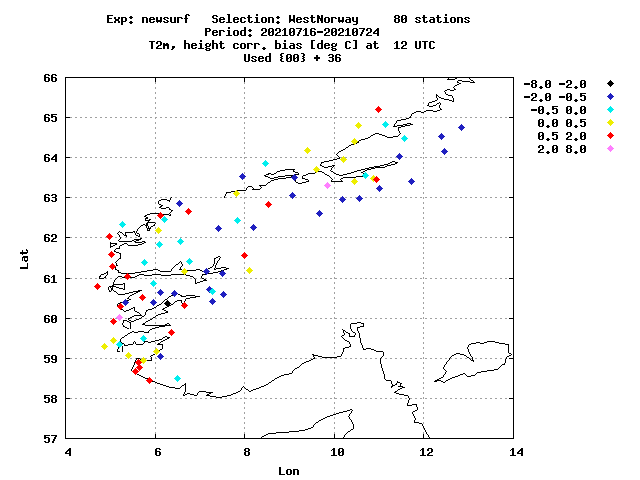 Exp: newsurf   Selection: WestNorway     80 stations
Period: 20210716-20210724
T2m, height corr. bias [deg C] at  12 UTC
Used {00} + 36
66
65
64
63
62
61
60
59
58
57
Lat
4 6 8 10 12 14
Lon
-8.0 -2.0
-2.0 -0.5
-0.5 0.0
0.0 0.5
0.5 2.0
2.0 8.0